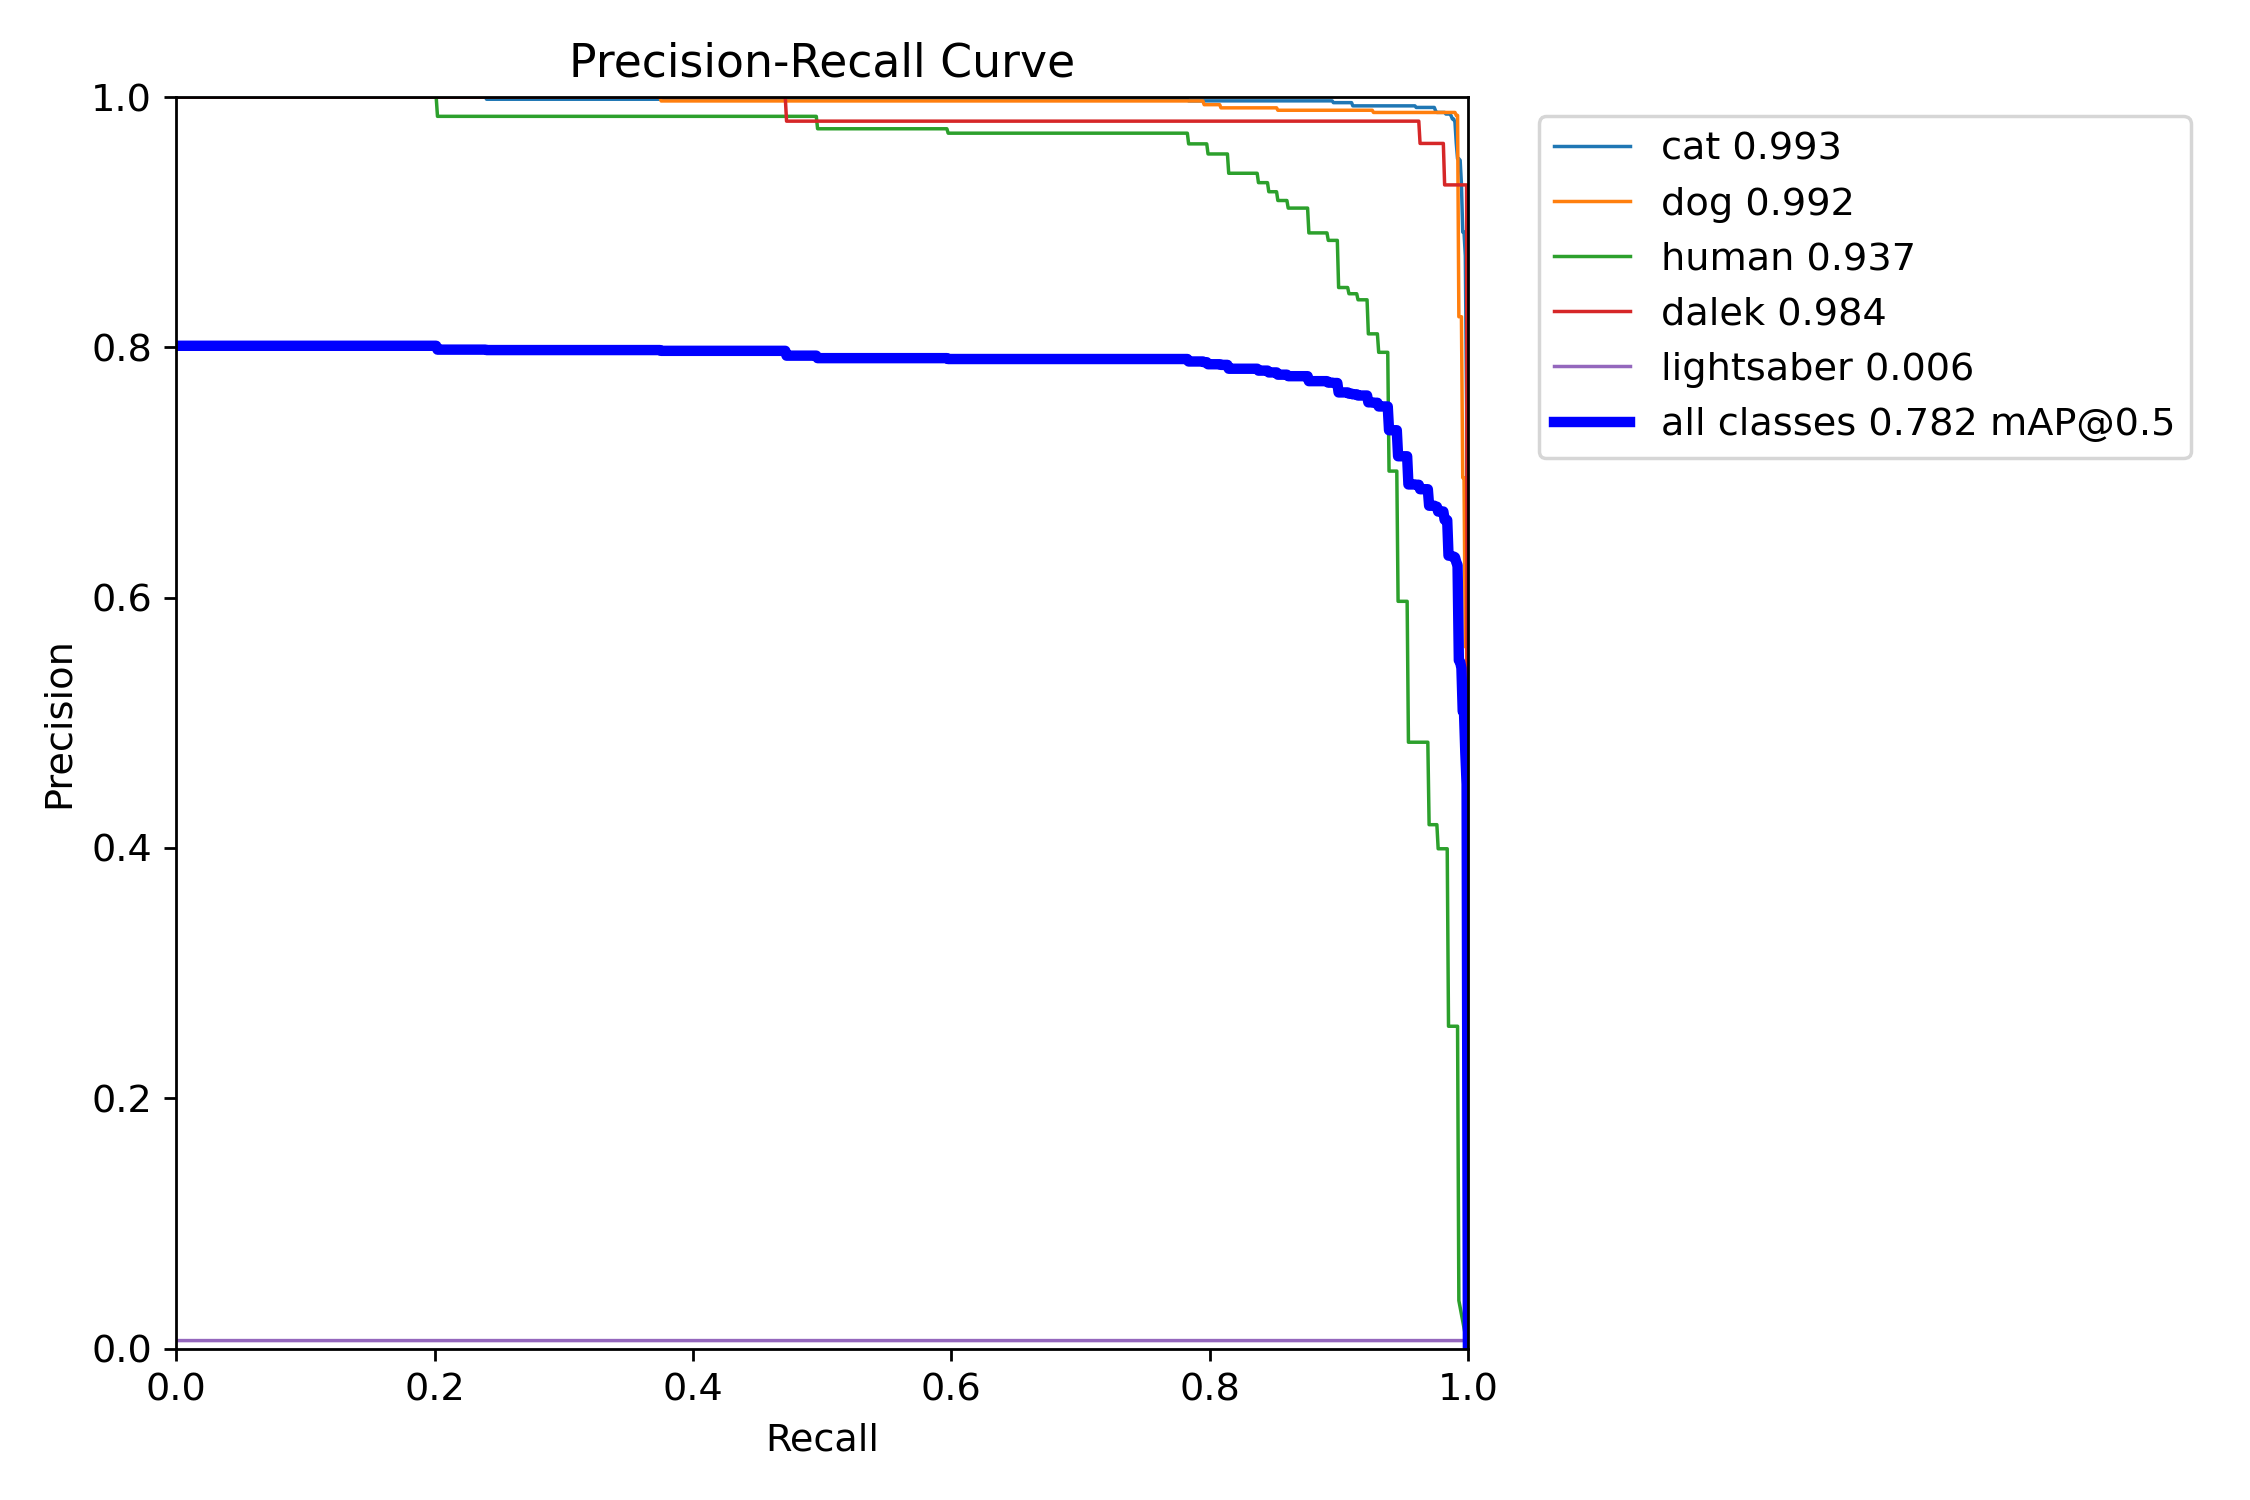 Precision-Recall Curve
1.0
0.8
0.6
0.4
0.2
0.0
Precision
0.0 0.2 0.4 0.6 0.8 1.0
Recall
cat 0.993
dog 0.992
human 0.937
dalek 0.984
lightsaber 0.006
all classes 0.782 mAP@0.5